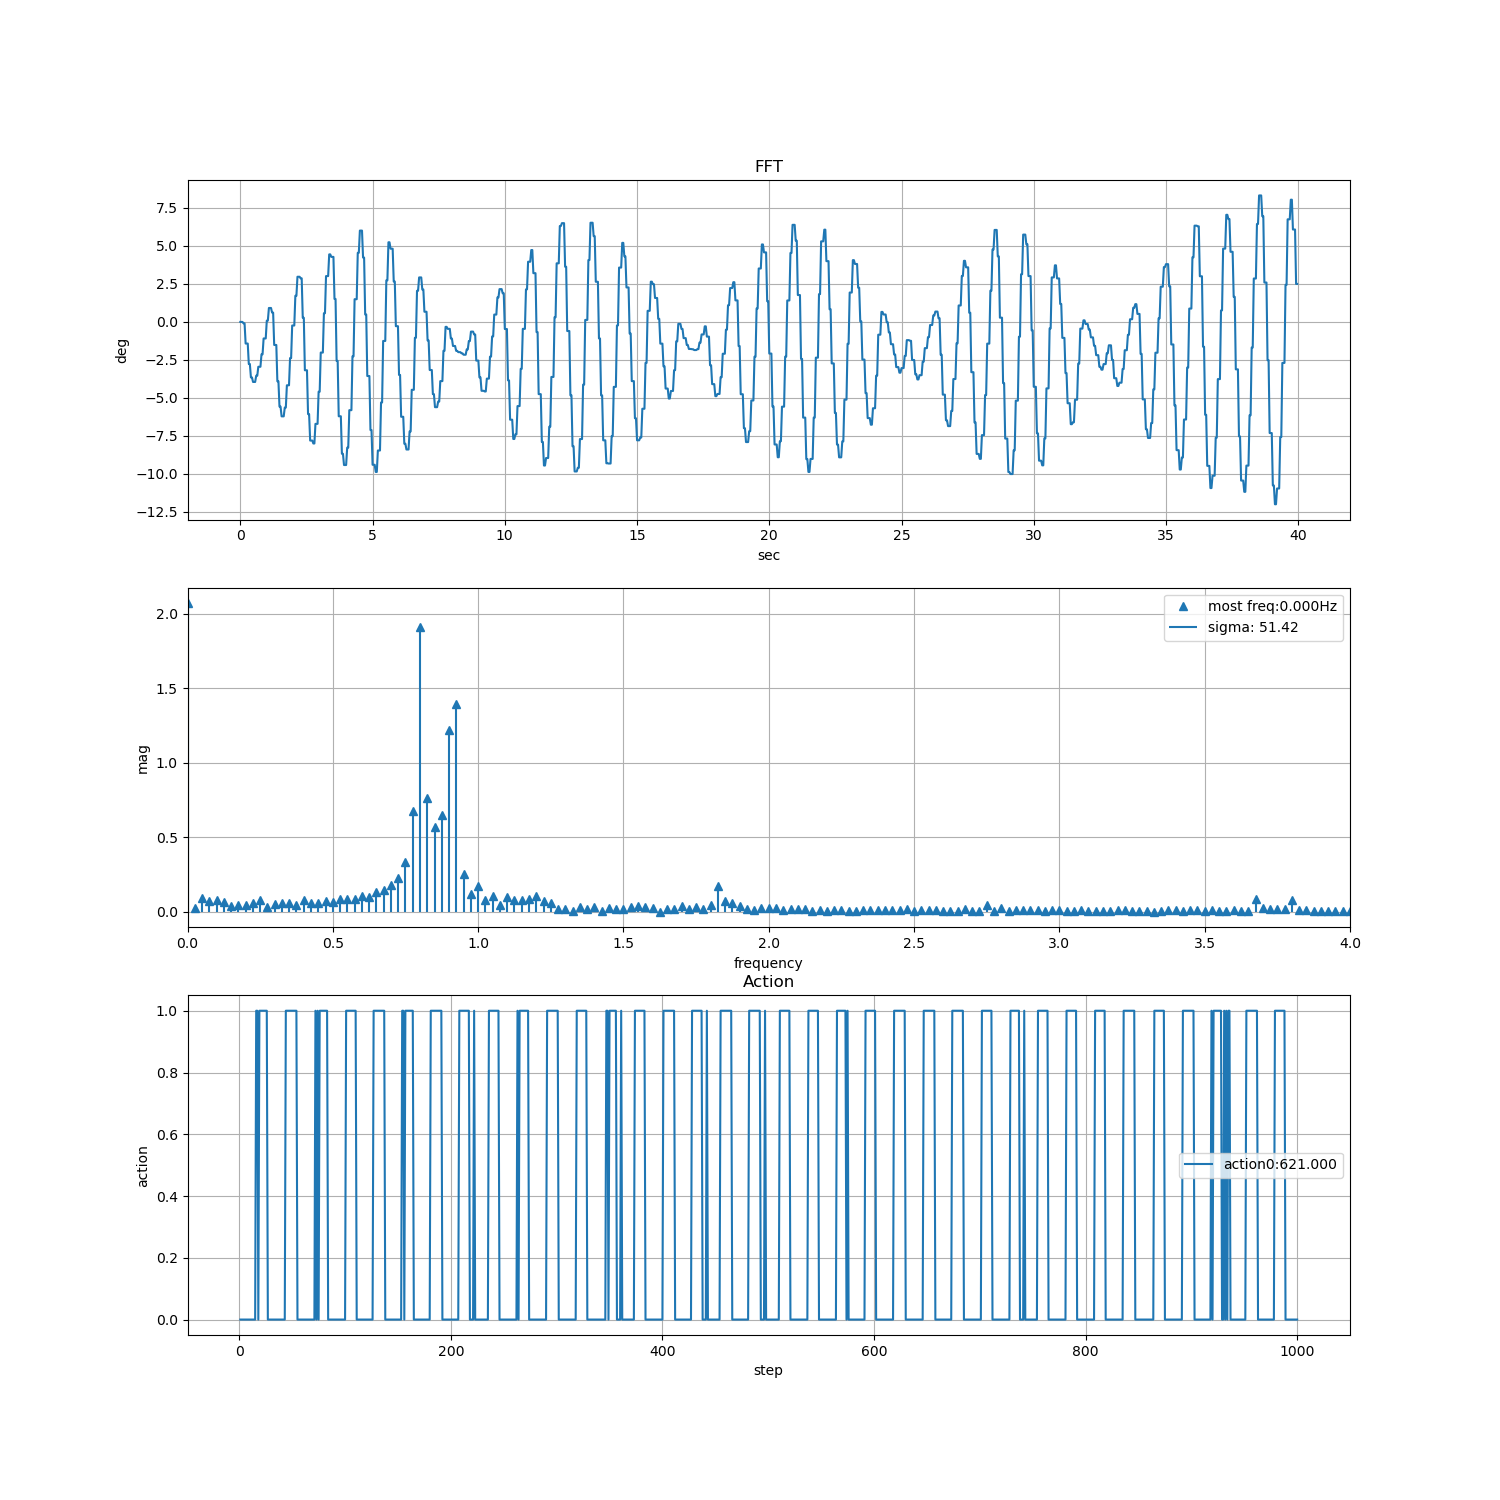 FFT
7.5
5.0
2.5
0.0
−2.5
−5.0
−7.5
−10.0
−12.5
deg
0 5 10 15 20 25 30 35 40
sec
most freq:0.000Hz
sigma: 51.42
2.0
1.5
1.0
0.5
0.0
mag
0.0 0.5 1.0 1.5 2.0 2.5 3.0 3.5 4.0
frequency
Action
1.0
0.8
0.6
0.4
0.2
0.0
action
action0:621.000
0 200 400 600 800 1000
step